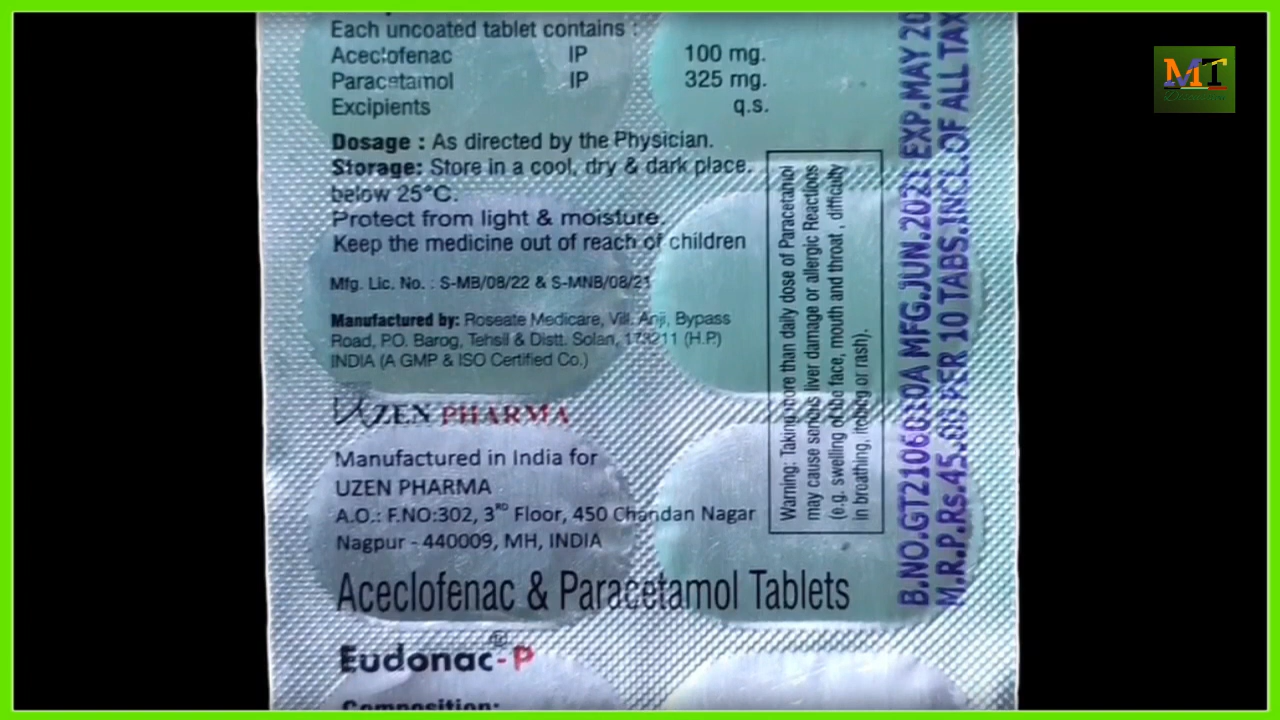 Each uncoated tablet contains :
Aceclofenac IP 100 mg.
Paracetamol IP 325 mg.
Excipients q.s.
Dosage : As directed by the Physician.
Storage: Store in a cool, dry & dark place.
below 25°C.
Protect from light & moisture.
Keep the medicine out of reach of children
Mfg. Lic. No. : S-MB/08/22 & S-MNB/08/21
Manufactured by: Roseate Medicare, Vill. Anji, Bypass
Road, P.O. Barog, Tehsil & Distt. Solan, 173211 (H.P.)
INDIA (A GMP & ISO Certified Co.)
UZEN PHARMA
Manufactured in India for
UZEN PHARMA
A.O.: F.NO:302, 3RD Floor, 450 Chandan Nagar
Nagpur - 440009, MH, INDIA
Aceclofenac & Paracetamol Tablets
Eudonac®-P
Composition:
Warning: Taking more than daily dose of Paracetamol
may cause serious liver damage or allergic Reactions
(e.g. swelling of the face, mouth and throat , difficulty
in breathing, itching or rash).
B.NO.GT2106010A MFG.JUN.2021 EXP.MAY 20
M.R.P.Rs.45.00 PER 10 TABS.INCL.OF ALL TAX
MT